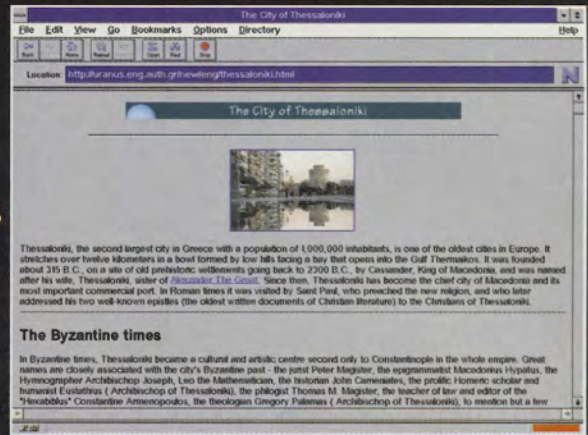 The City of Thessaloniki
File Edit View Go Bookmarks Options Directory Help
Back Home Reload Open Find Stop
Location: http://uranus.eng.auth.gr/new/eng/thessaloniki.html
N
The City of Thessaloniki
Thessaloniki, the second largest city in Greece with a population of 1,000,000 inhabitants, is one of the oldest cities in Europe. It
stretches over twelve kilometers in a bowl formed by low hills facing a bay that opens into the Gulf Thermaikos. It was founded
about 315 B.C., on a site of old prehistoric settlements going back to 2300 B.C., by Cassander, King of Macedonia, and was named
after his wife, Thessaloniki, sister of Alexander The Great. Since then, Thessaloniki has become the chief city of Macedonia and its
most important commercial port. In Roman times it was visited by Saint Paul, who preached the new religion, and who later
addressed his two well-known epistles (the oldest written documents of Christian literature) to the Christians of Thessaloniki.
The Byzantine times
In Byzantine times, Thessaloniki became a cultural and artistic centre second only to Constantinople in the whole empire. Great
names are closely associated with the city's Byzantine past - the jurist Peter Magister, the epigrammatist Macedonius Hypatus, the
Hymnographer Archbischop Joseph, Leo the Mathematician, the historian John Cameniates, the prolific Homeric scholar and
humanist Eustathius ( Archbischop of Thessaloniki), the philogist Thomas M. Magister, the teacher of law and editor of the
"Hexabiblus" Constantine Armenopoulos, the theologian Gregory Palamas ( Archbischop of Thessaloniki), to mention but a few